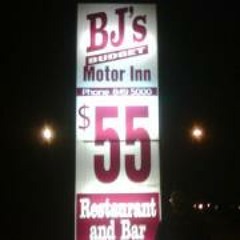 BJ's
BUDGET
Motor Inn
Phone 849 5000
$55
Restaurant
and Bar